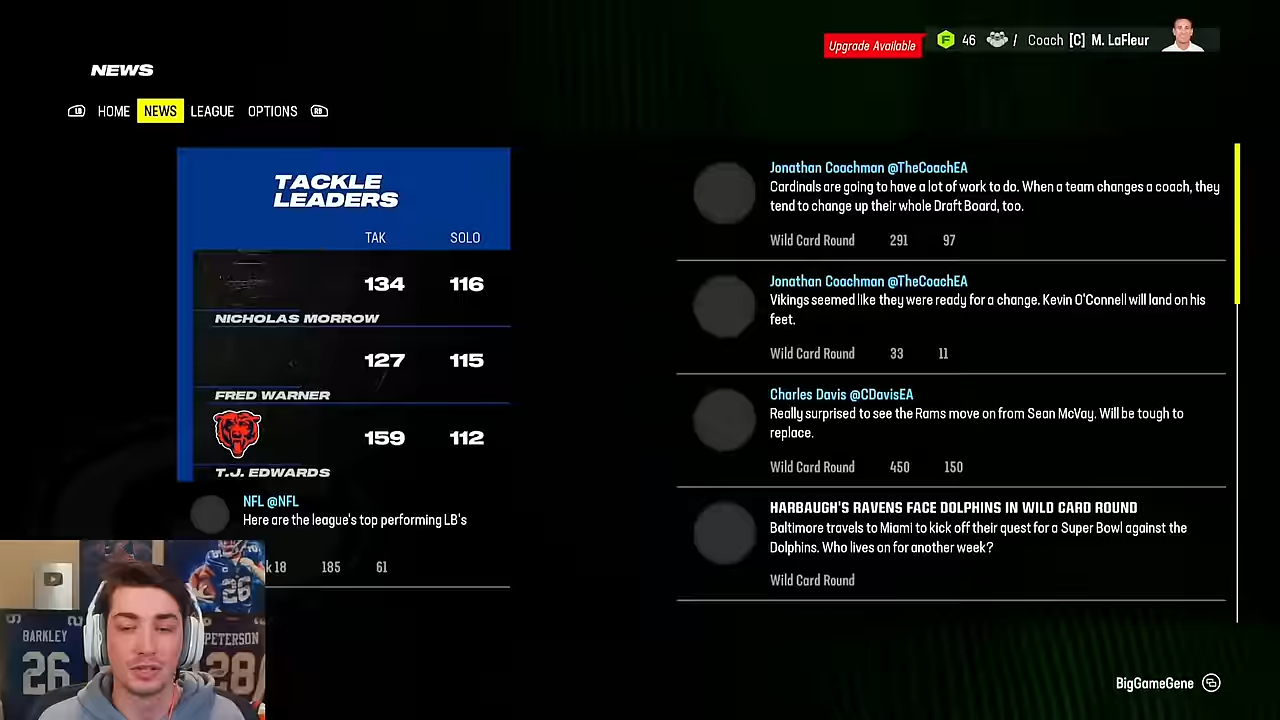 Upgrade Available
46
/ Coach [C] M. LaFleur
NEWS
LB
HOME
NEWS
LEAGUE
OPTIONS
RB
TACKLE
LEADERS
TAK SOLO
134 116
NICHOLAS MORROW
127 115
FRED WARNER
159 112
T.J. EDWARDS
NFL @NFL
Here are the league's top performing LB's
k 18 185 61
Jonathan Coachman @TheCoachEA
Cardinals are going to have a lot of work to do. When a team changes a coach, they
tend to change up their whole Draft Board, too.
Wild Card Round 291 97
Jonathan Coachman @TheCoachEA
Vikings seemed like they were ready for a change. Kevin O'Connell will land on his
feet.
Wild Card Round 33 11
Charles Davis @CDavisEA
Really surprised to see the Rams move on from Sean McVay. Will be tough to
replace.
Wild Card Round 450 150
HARBAUGH'S RAVENS FACE DOLPHINS IN WILD CARD ROUND
Baltimore travels to Miami to kick off their quest for a Super Bowl against the
Dolphins. Who lives on for another week?
Wild Card Round
26
BARKLEY
26
PETERSON
28
BigGameGene